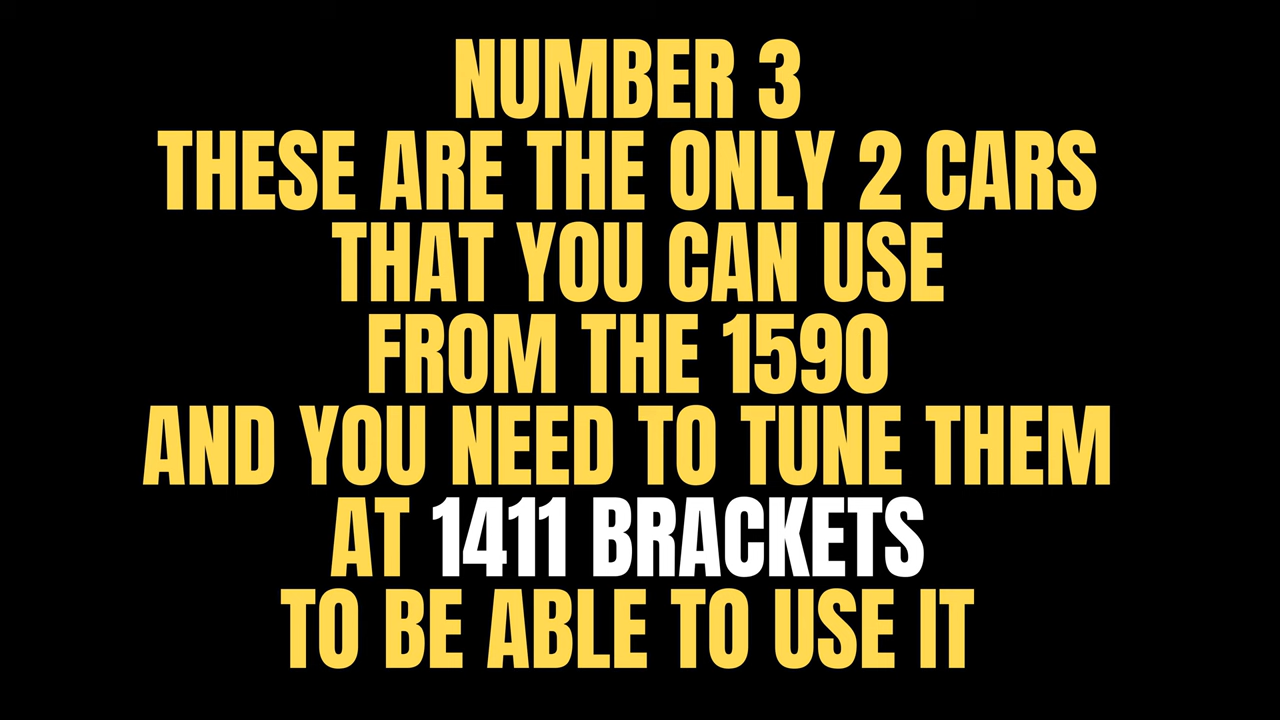 NUMBER 3
THESE ARE THE ONLY 2 CARS
THAT YOU CAN USE
FROM THE 1590
AND YOU NEED TO TUNE THEM
AT 1411 BRACKETS
TO BE ABLE TO USE IT